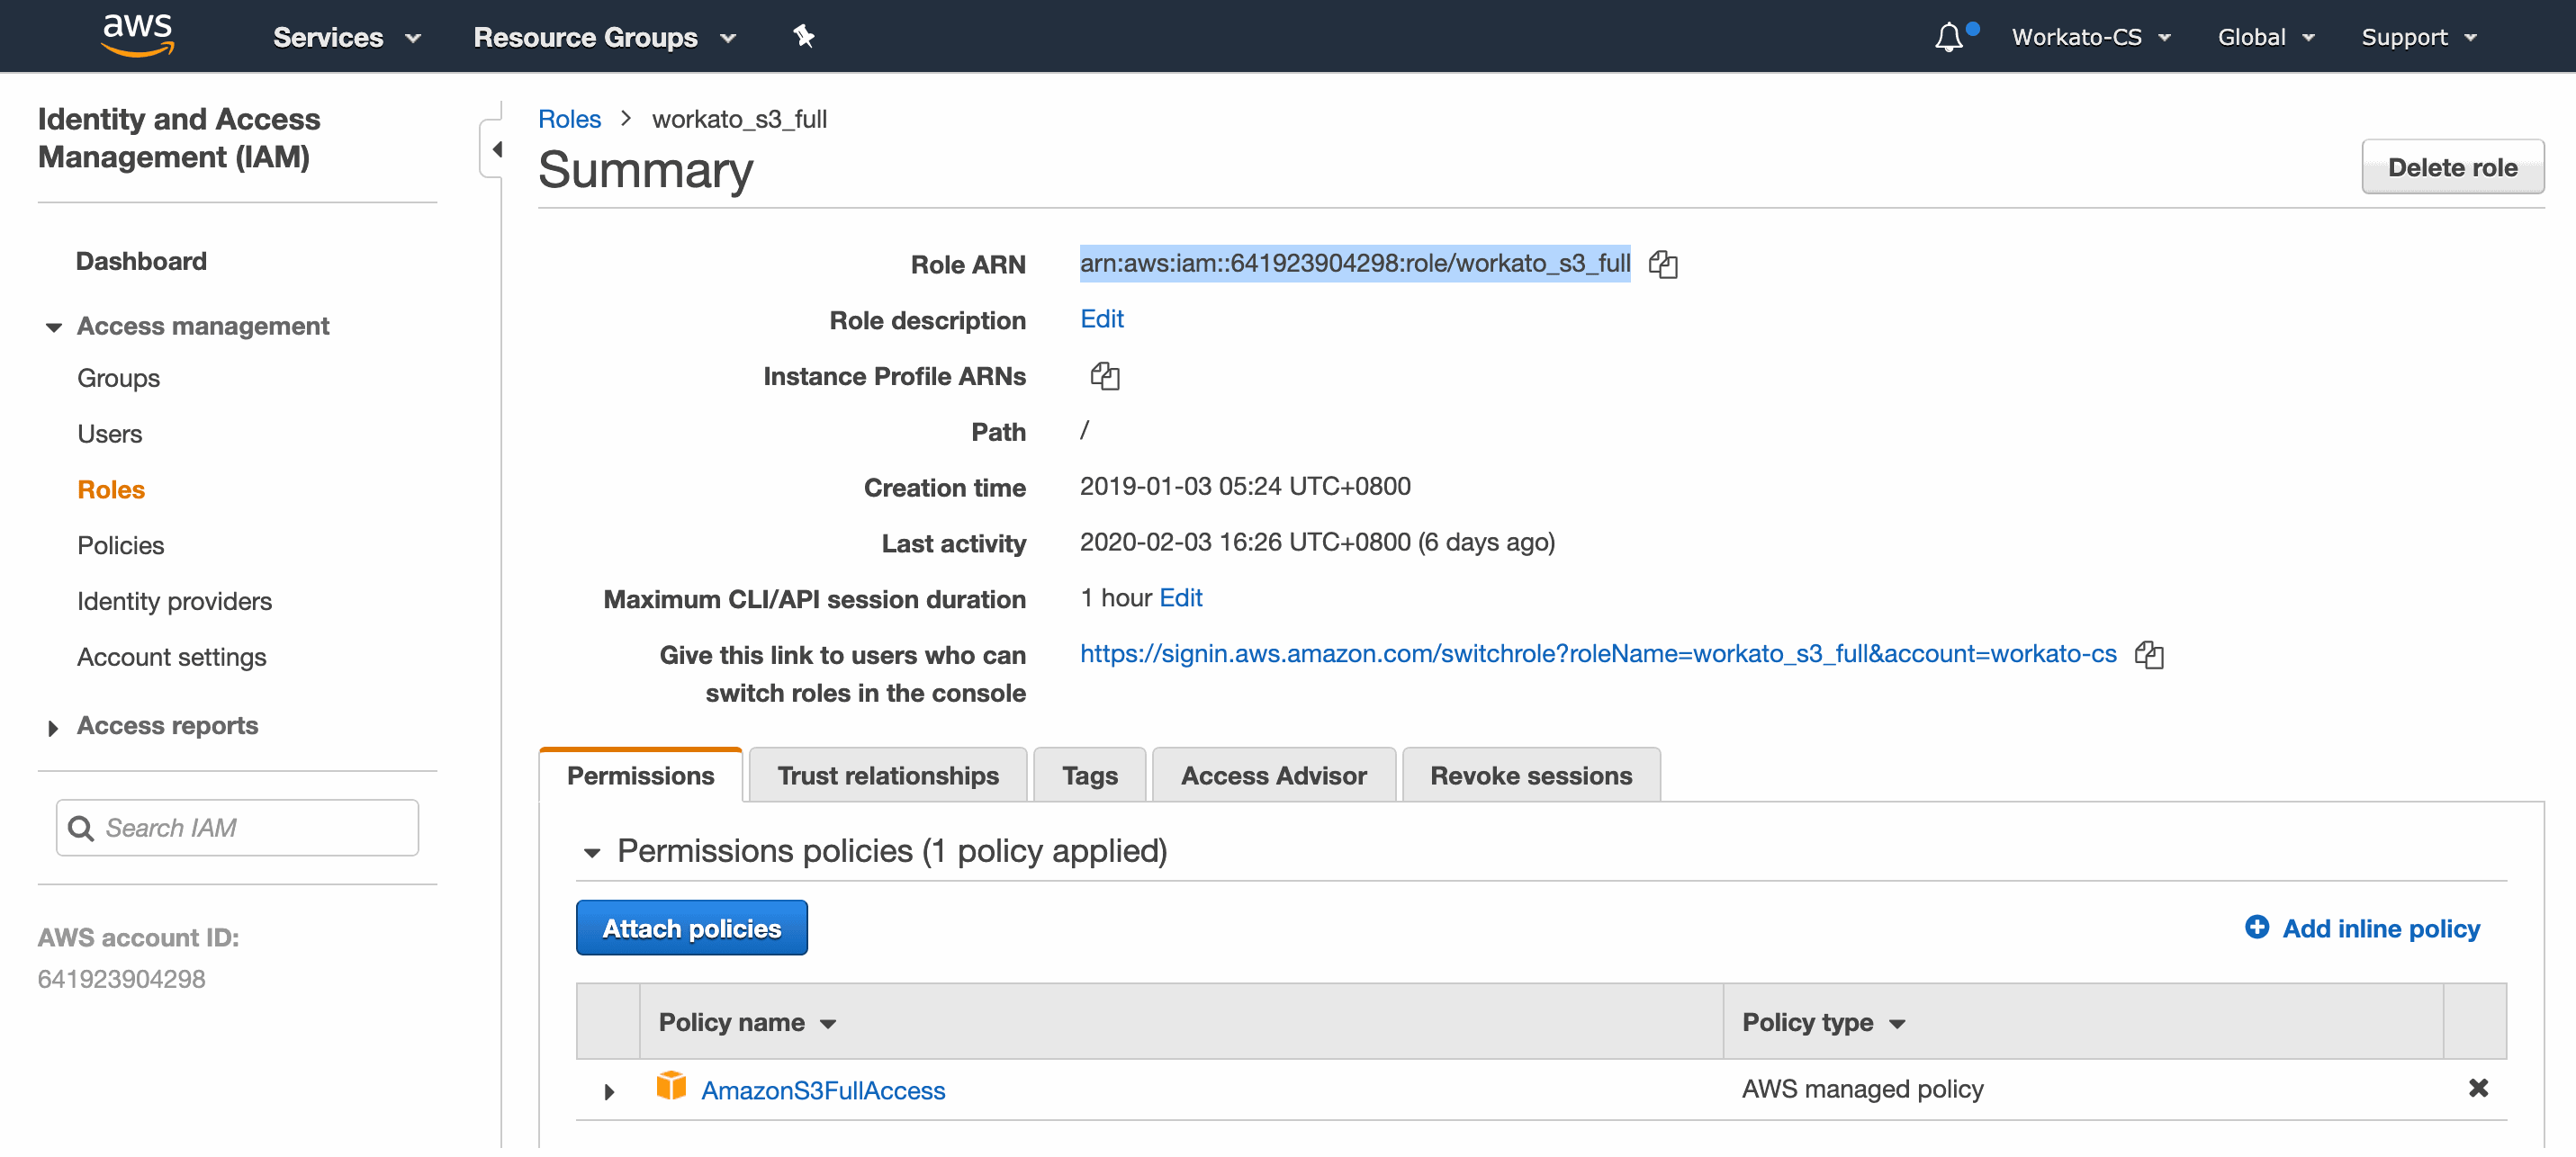 aws
Services
Resource Groups
Workato-CS
Global
Support
Identity and Access
Management (IAM)
Dashboard
Access management
Groups
Users
Roles
Policies
Identity providers
Account settings
Access reports
Search IAM
AWS account ID:
641923904298
Roles > workato_s3_full
Summary
Delete role
Role ARN arn:aws:iam::641923904298:role/workato_s3_full
Role description Edit
Instance Profile ARNs
Path /
Creation time 2019-01-03 05:24 UTC+0800
Last activity 2020-02-03 16:26 UTC+0800 (6 days ago)
Maximum CLI/API session duration 1 hour Edit
Give this link to users who can
switch roles in the console
https://signin.aws.amazon.com/switchrole?roleName=workato_s3_full&account=workato-cs
Permissions
Trust relationships
Tags
Access Advisor
Revoke sessions
Permissions policies (1 policy applied)
Attach policies
Add inline policy
Policy name
Policy type
AmazonS3FullAccess
AWS managed policy